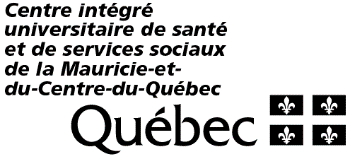 Centre intégré
universitaire de santé
et de services sociaux
de la Mauricie-et-
du-Centre-du-Québec
Québec